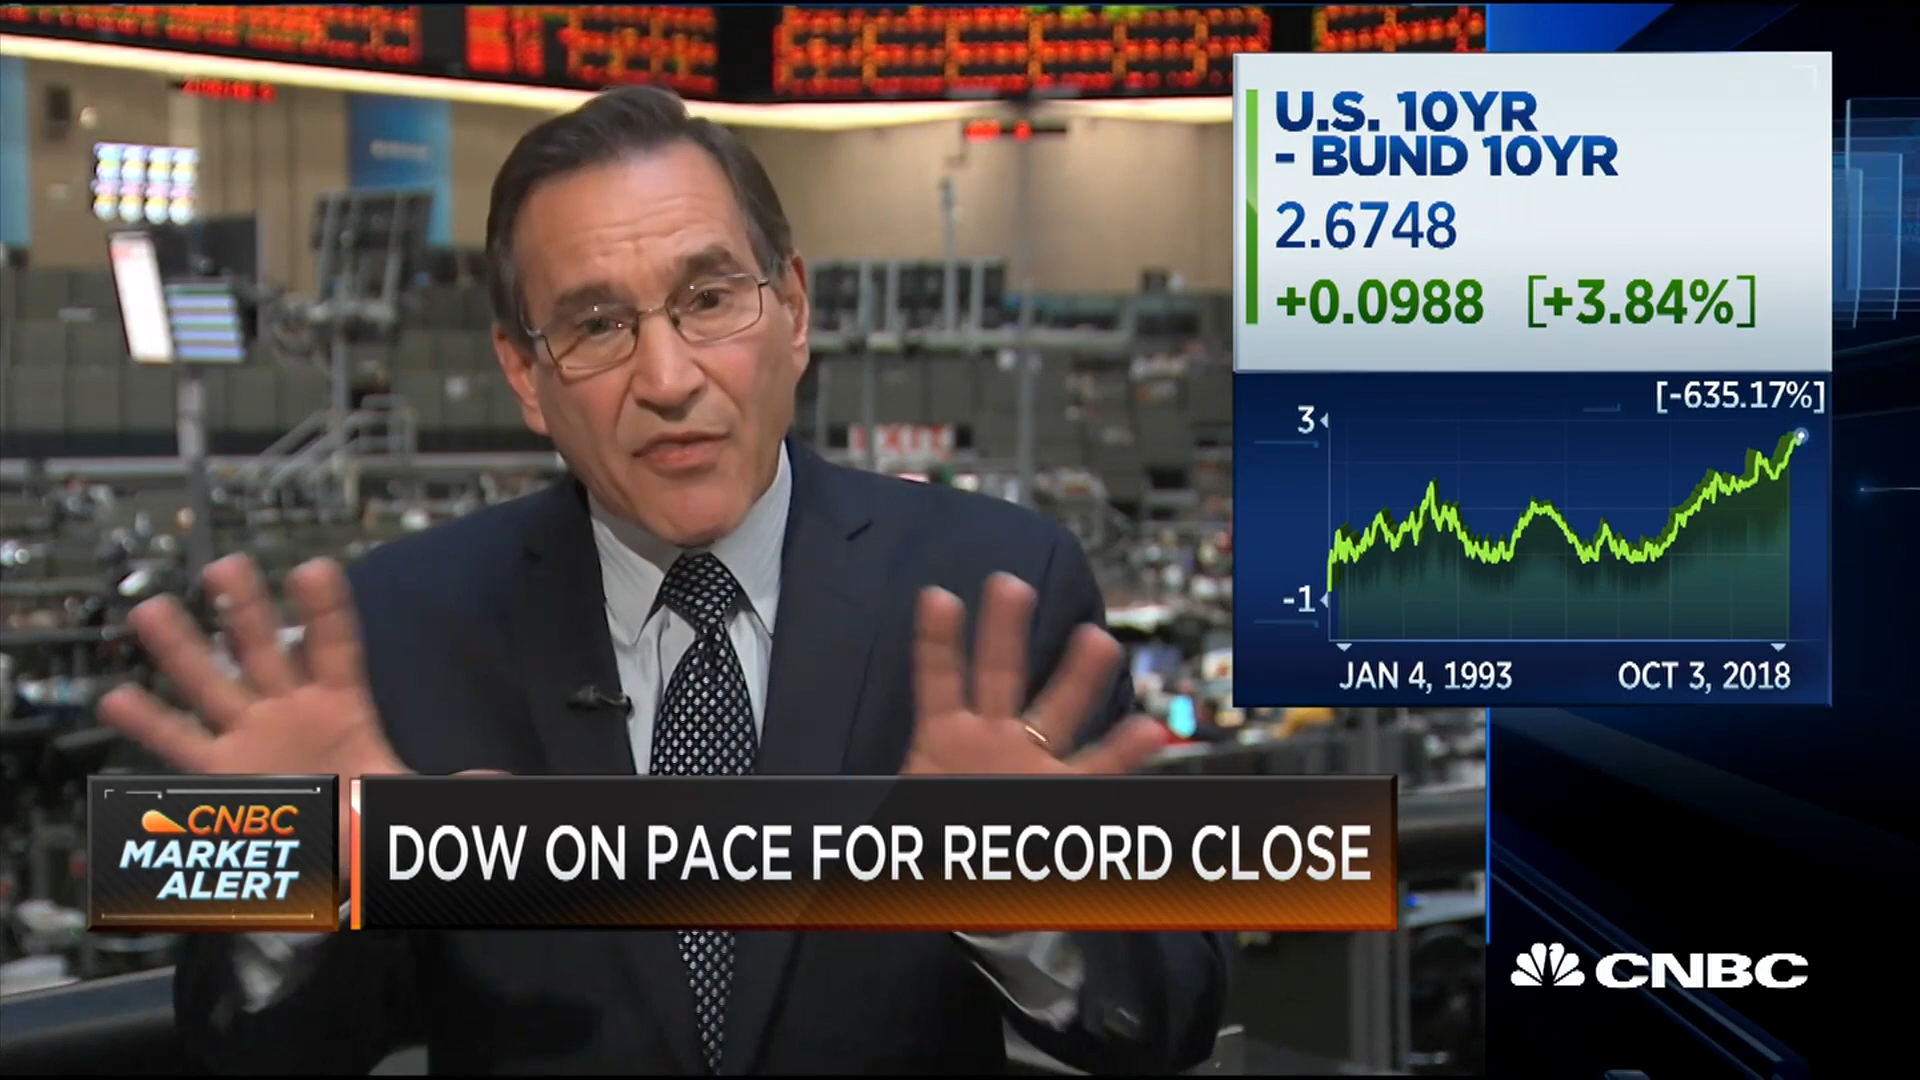 U.S. 10YR
- BUND 10YR
2.6748
+0.0988 [+3.84%]
[-635.17%]
3
-1
JAN 4, 1993 OCT 3, 2018
EXIT
CNBC
MARKET
ALERT
DOW ON PACE FOR RECORD CLOSE
CNBC